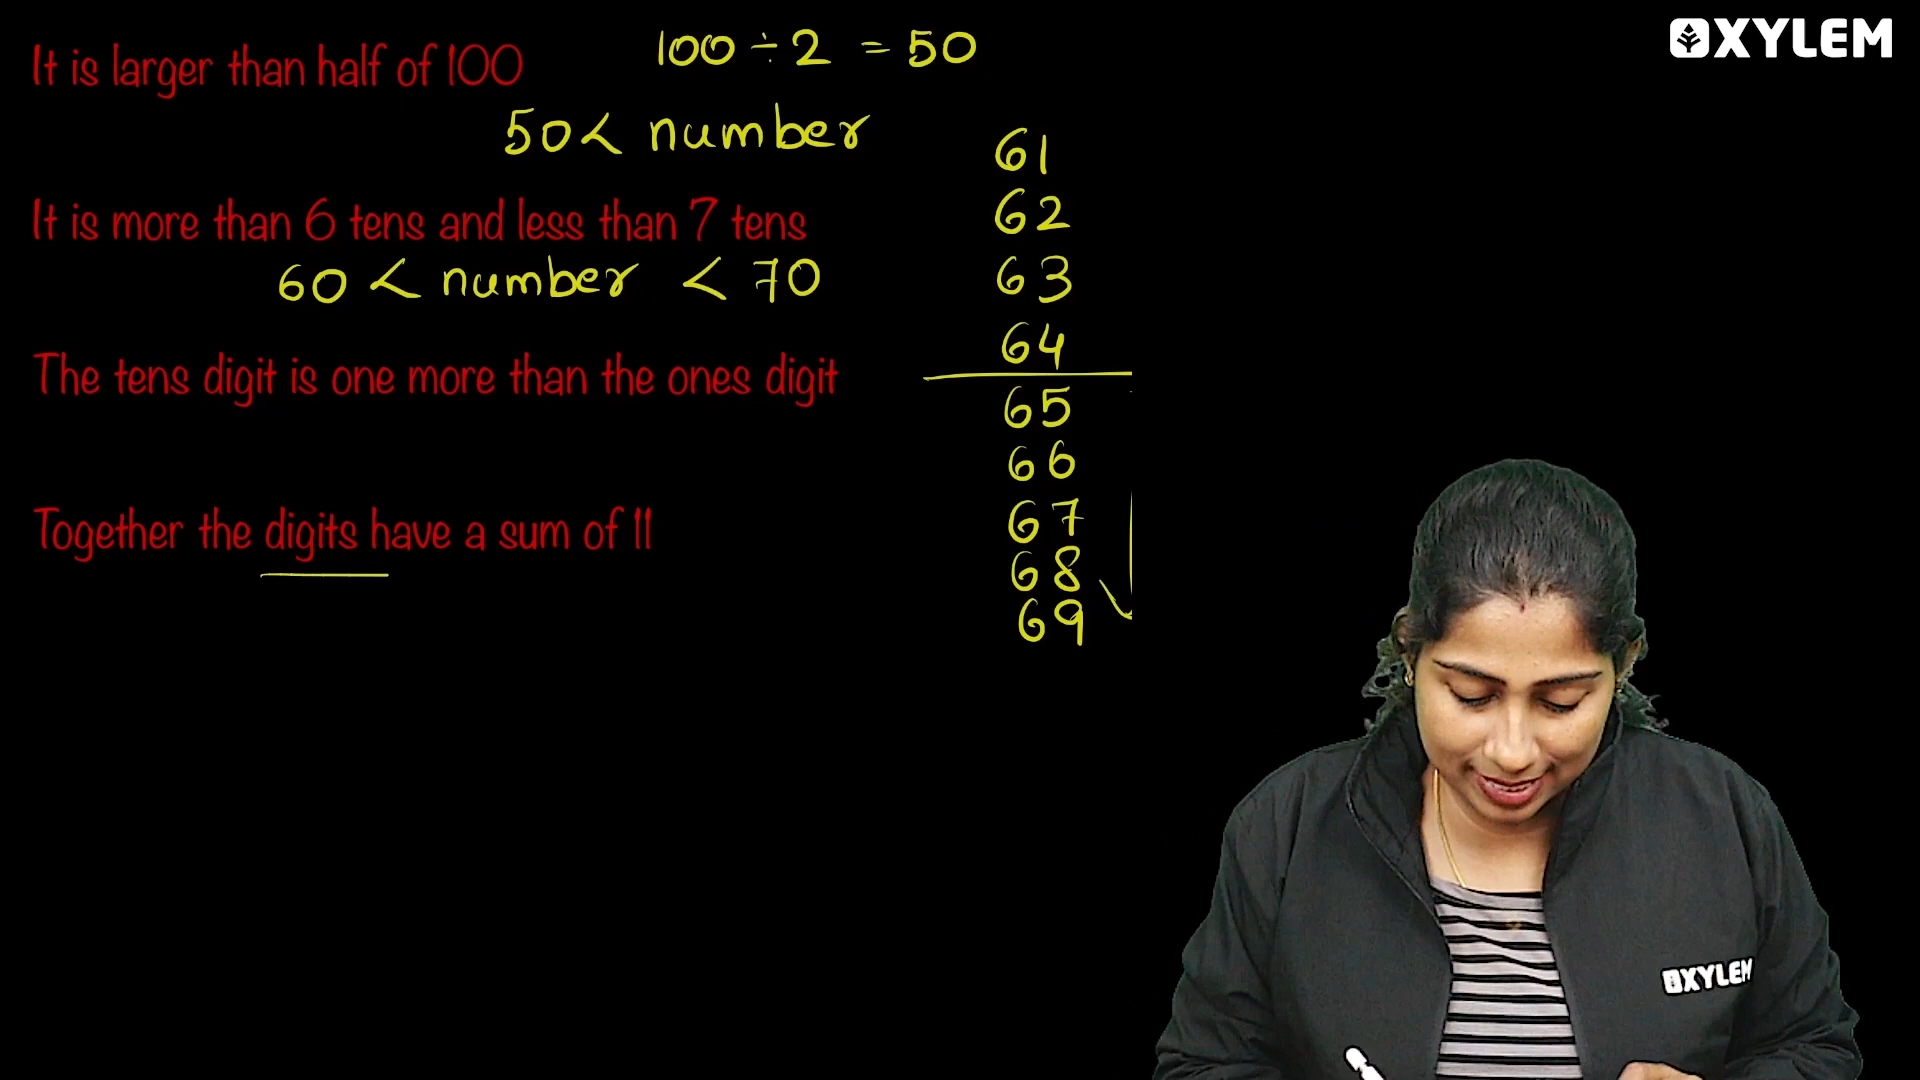 It is larger than half of 100
100 ÷ 2 = 50
50 < number
It is more than 6 tens and less than 7 tens
60 < number < 70
The tens digit is one more than the ones digit
Together the digits have a sum of 11
61
62
63
64
65
66
67
68
69
OXYLEM
OXYLEM